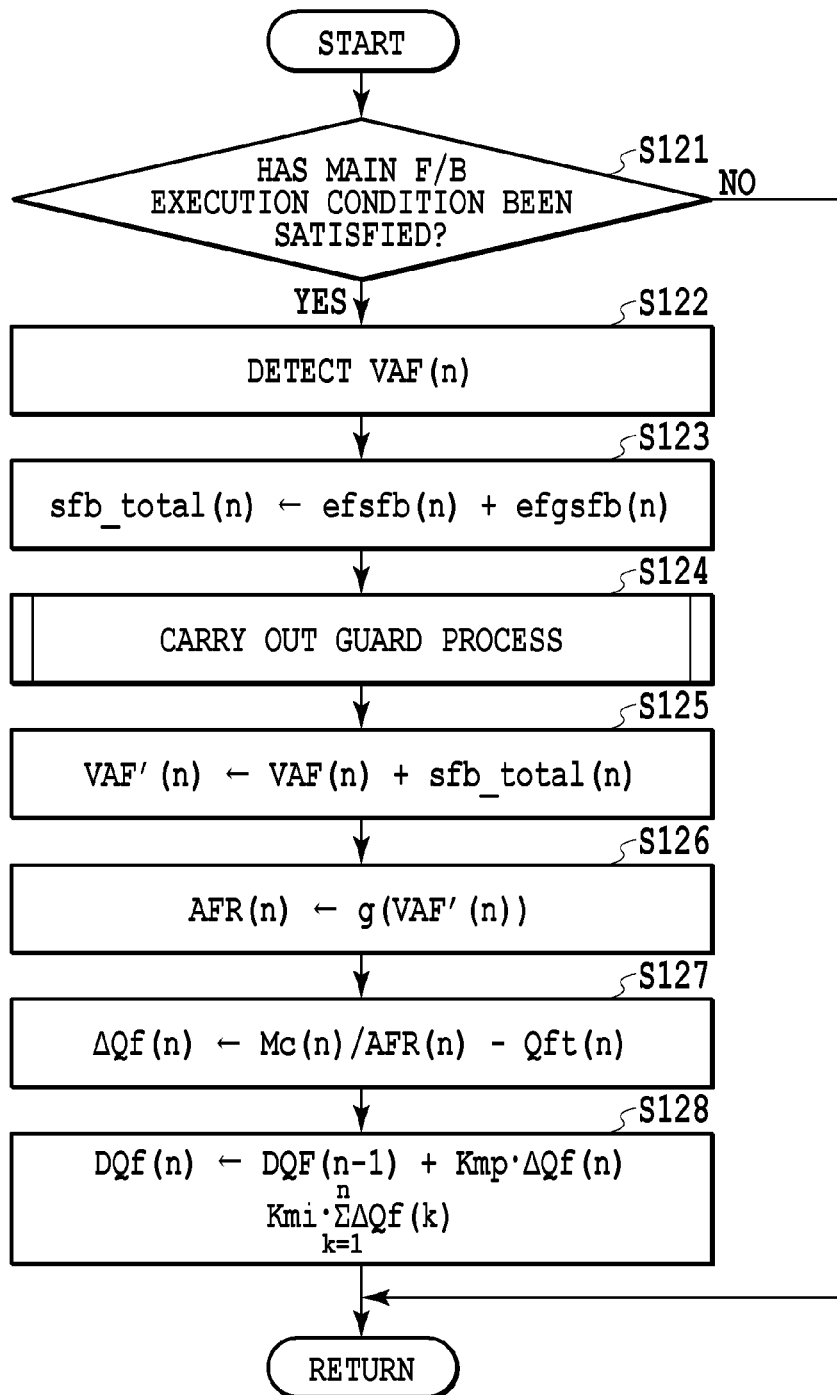 START
S121
HAS MAIN F/B
EXECUTION CONDITION BEEN
SATISFIED?
NO
YES
S122
DETECT VAF(n)
S123
sfb_total(n) ← efsfb(n) + efgsfb(n)
S124
CARRY OUT GUARD PROCESS
S125
VAF'(n) ← VAF(n) + sfb_total(n)
S126
AFR(n) ← g(VAF'(n))
S127
ΔQf(n) ← Mc(n)/AFR(n) - Qft(n)
S128
DQf(n) ← DQF(n-1) + Kmp·ΔQf(n)
n
Kmi·ΣΔQf(k)
k=1
RETURN